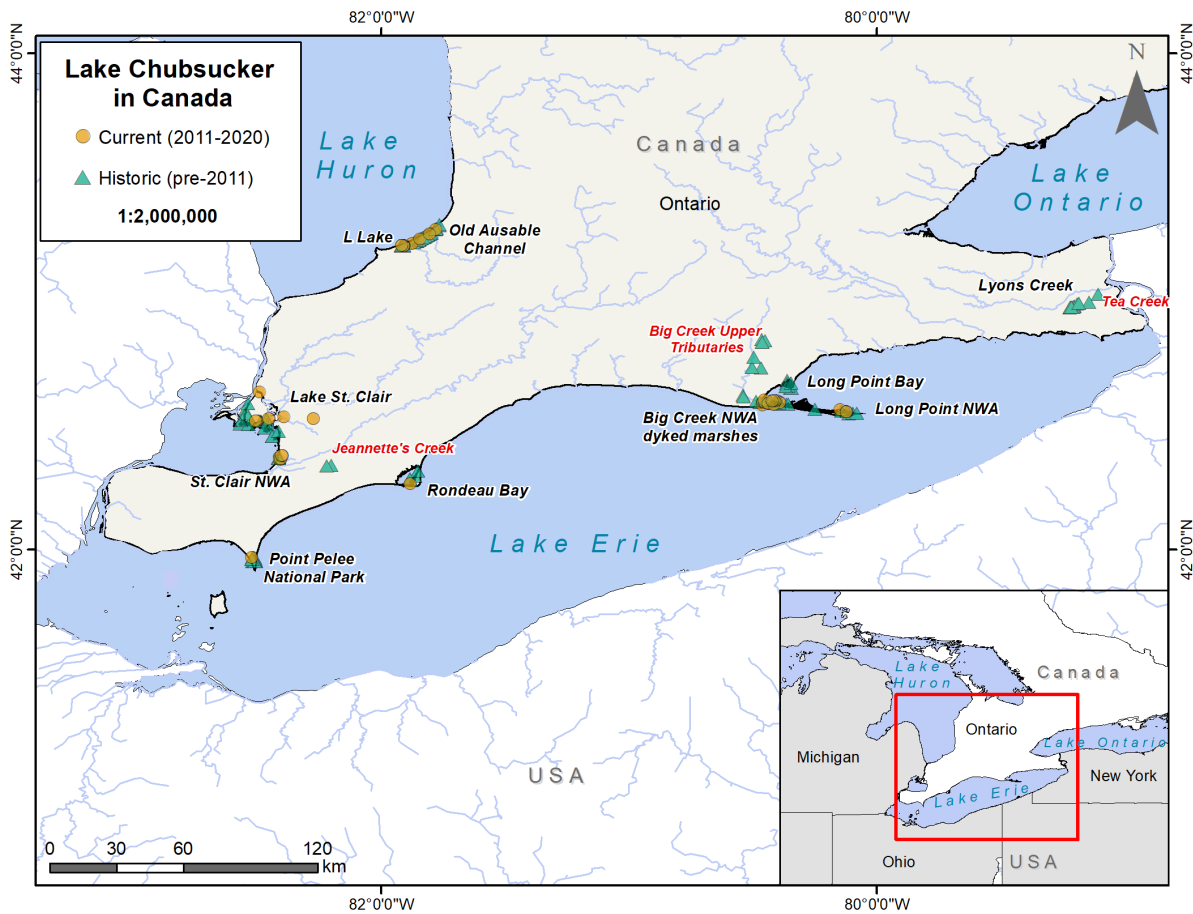 82°0'0"W
80°0'0"W
44°0'0"N
44°0'0"N
Lake Chubsucker
in Canada
Current (2011-2020)
Historic (pre-2011)
1:2,000,000
N
Lake
Huron
Canada
Ontario
Lake
Ontario
L Lake
Old Ausable
Channel
Lyons Creek
Tea Creek
Big Creek Upper
Tributaries
Long Point Bay
Lake St. Clair
Long Point NWA
Big Creek NWA
dyked marshes
Jeannette's Creek
St. Clair NWA
Rondeau Bay
Lake Erie
42°0'0"N
42°0'0"N
Point Pelee
National Park
USA
0 30 60 120
km
Lake
Huron
Canada
Ontario
Michigan
Lake Ontario
New York
Lake Erie
Ohio
USA
82°0'0"W
80°0'0"W